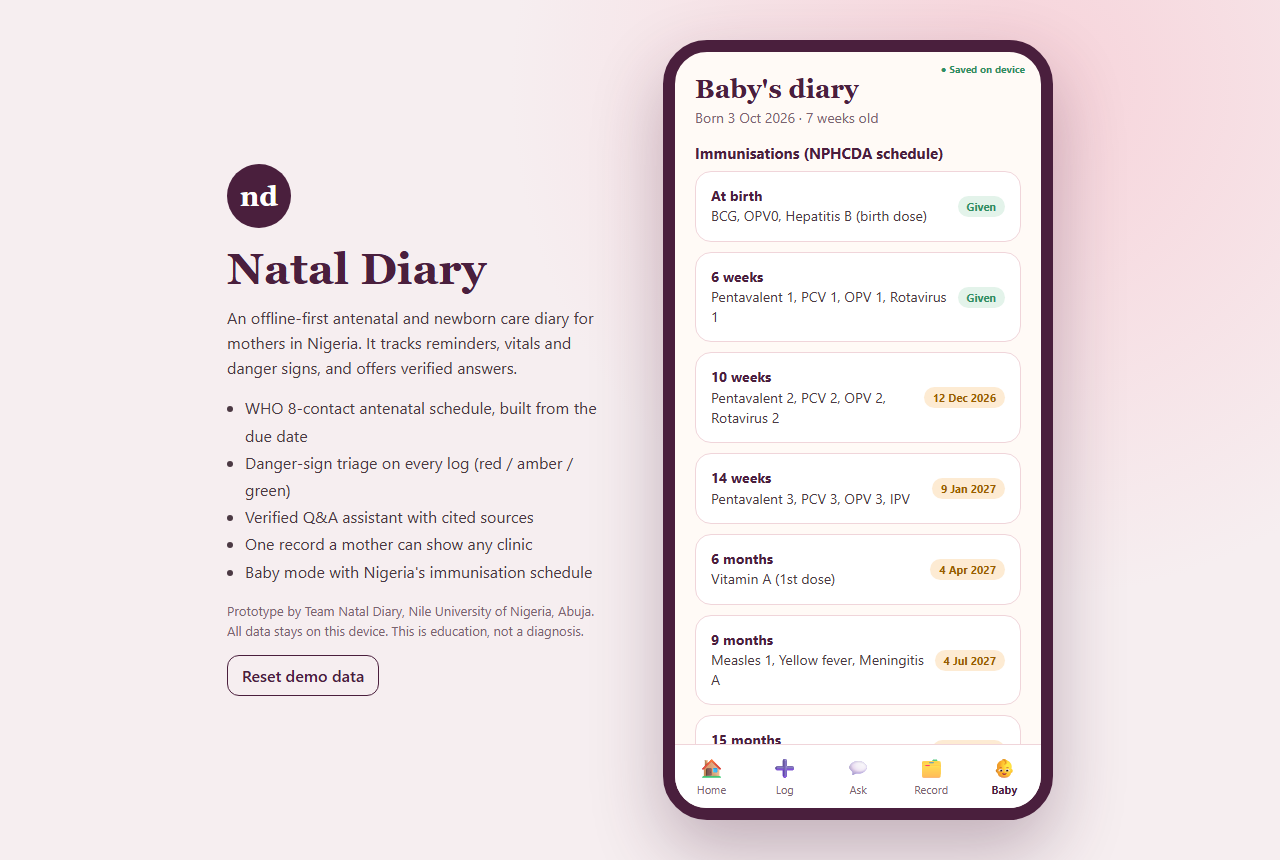 nd
Natal Diary
An offline-first antenatal and newborn care diary for
mothers in Nigeria. It tracks reminders, vitals and
danger signs, and offers verified answers.
WHO 8-contact antenatal schedule, built from the
due date
Danger-sign triage on every log (red / amber /
green)
Verified Q&A assistant with cited sources
One record a mother can show any clinic
Baby mode with Nigeria's immunisation schedule
Prototype by Team Natal Diary, Nile University of Nigeria, Abuja.
All data stays on this device. This is education, not a diagnosis.
Reset demo data
● Saved on device
Baby's diary
Born 3 Oct 2026 · 7 weeks old
Immunisations (NPHCDA schedule)
At birth
BCG, OPV0, Hepatitis B (birth dose)
Given
6 weeks
Pentavalent 1, PCV 1, OPV 1, Rotavirus
1
Given
10 weeks
Pentavalent 2, PCV 2, OPV 2,
Rotavirus 2
12 Dec 2026
14 weeks
Pentavalent 3, PCV 3, OPV 3, IPV
9 Jan 2027
6 months
Vitamin A (1st dose)
4 Apr 2027
9 months
Measles 1, Yellow fever, Meningitis
A
4 Jul 2027
15 months
Home
Log
Ask
Record
Baby